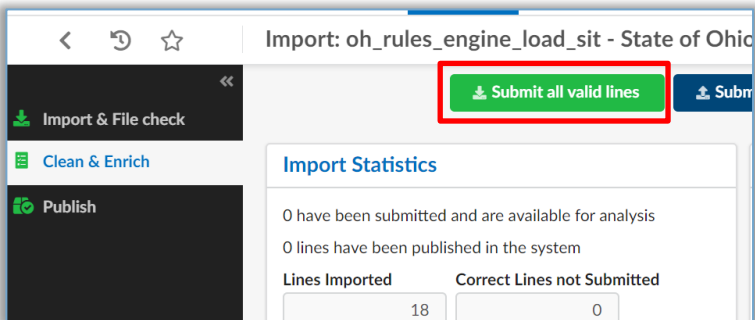 Import: oh_rules_engine_load_sit - State of Ohio
Submit all valid lines
Import & File check
Clean & Enrich
Publish
Import Statistics
0 have been submitted and are available for analysis
0 lines have been published in the system
Lines Imported Correct Lines not Submitted
18 0